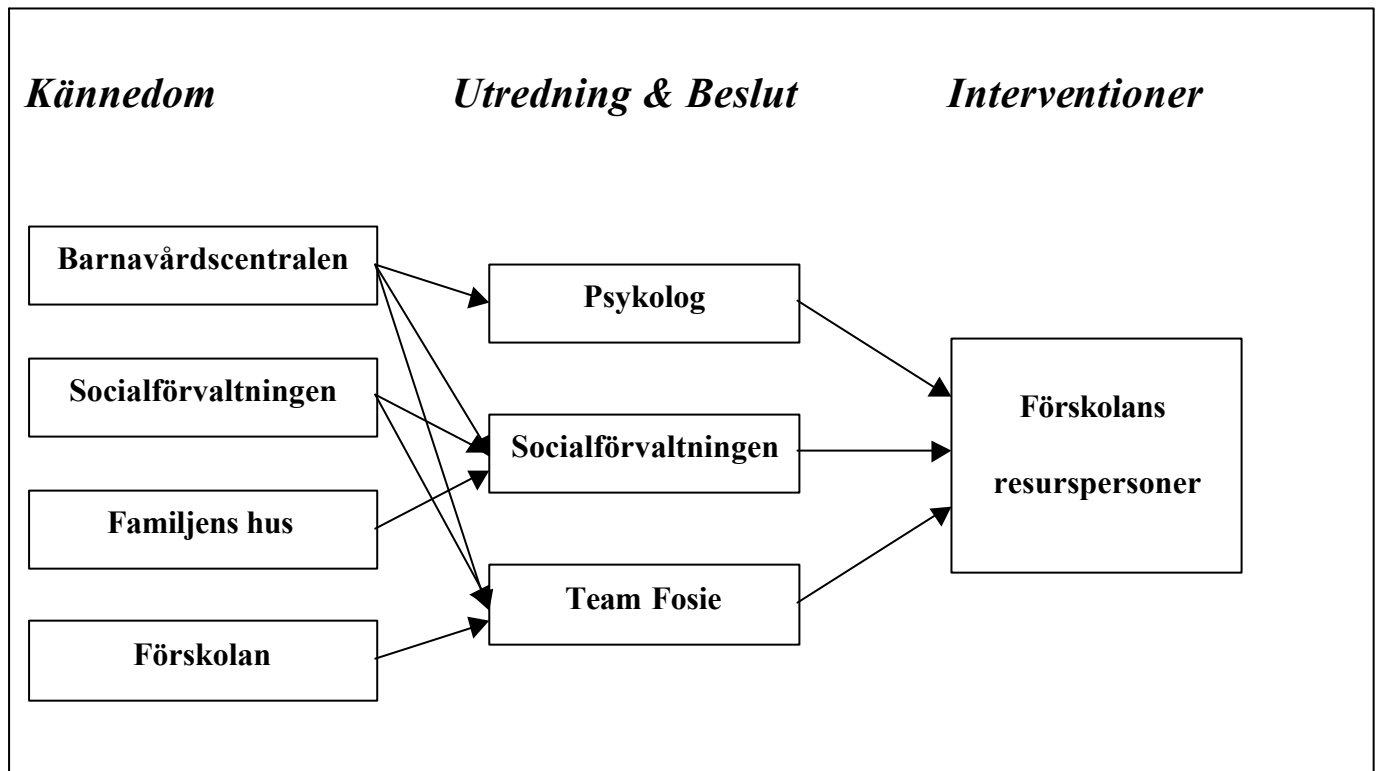 Kännedom
Utredning & Beslut
Interventioner
Barnavårdscentralen
Socialförvaltningen
Familjens hus
Förskolan
Psykolog
Socialförvaltningen
Team Fosie
Förskolans
resurspersoner